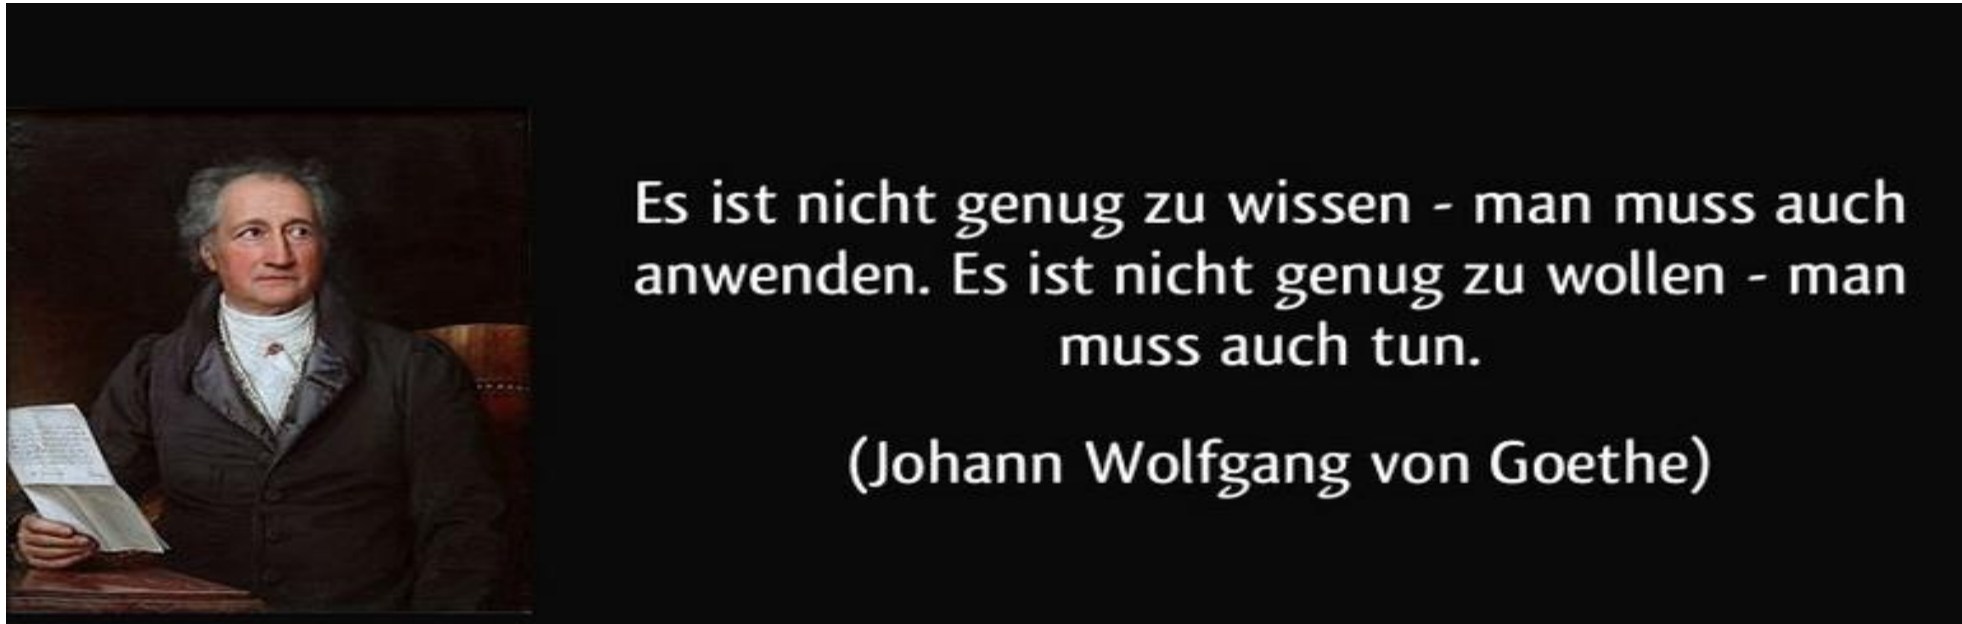 Es ist nicht genug zu wissen - man muss auch
anwenden. Es ist nicht genug zu wollen - man
muss auch tun.
(Johann Wolfgang von Goethe)